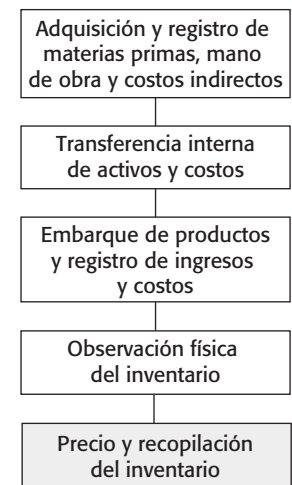 Adquisición y registro de
materias primas, mano
de obra y costos indirectos
Transferencia interna
de activos y costos
Embarque de productos
y registro de ingresos
y costos
Observación física
del inventario
Precio y recopilación
del inventario